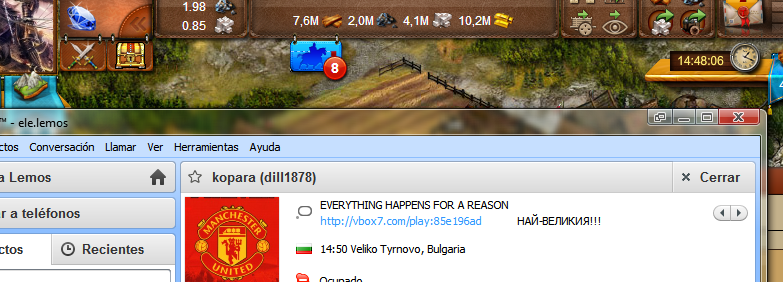 1.98
0.85
7,6M 2,0M 4,1M 10,2M
8
14:48:06
™ - ele.lemos
ctos Conversación Llamar Ver Herramientas Ayuda
a Lemos
ar a teléfonos
ctos Recientes
kopara (dill1878)
Cerrar
MANCHESTER
UNITED
EVERYTHING HAPPENS FOR A REASON
http://vbox7.com/play:85e196ad НАЙ-ВЕЛИКИЯ!!!
14:50 Veliko Tyrnovo, Bulgaria
Ocupado